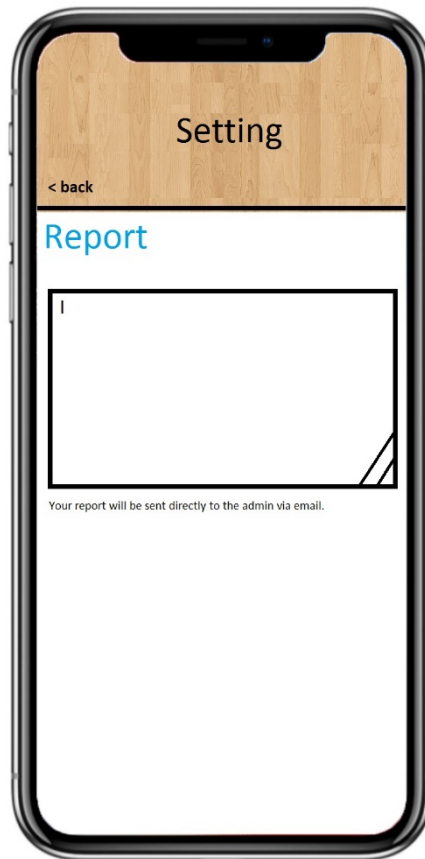 Setting
< back
Report
Your report will be sent directly to the admin via email.